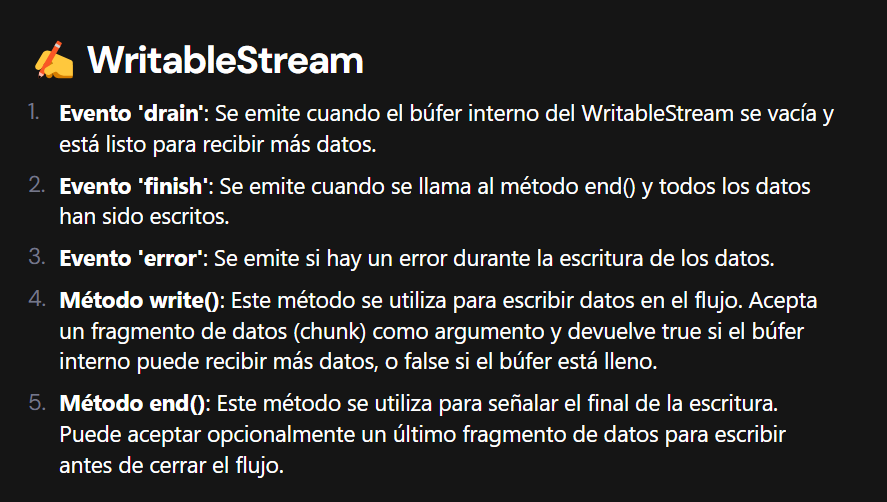 ✍️ WritableStream
1. Evento 'drain': Se emite cuando el búfer interno del WritableStream se vacía y
está listo para recibir más datos.
2. Evento 'finish': Se emite cuando se llama al método end() y todos los datos
han sido escritos.
3. Evento 'error': Se emite si hay un error durante la escritura de los datos.
4. Método write(): Este método se utiliza para escribir datos en el flujo. Acepta
un fragmento de datos (chunk) como argumento y devuelve true si el búfer
interno puede recibir más datos, o false si el búfer está lleno.
5. Método end(): Este método se utiliza para señalar el final de la escritura.
Puede aceptar opcionalmente un último fragmento de datos para escribir
antes de cerrar el flujo.